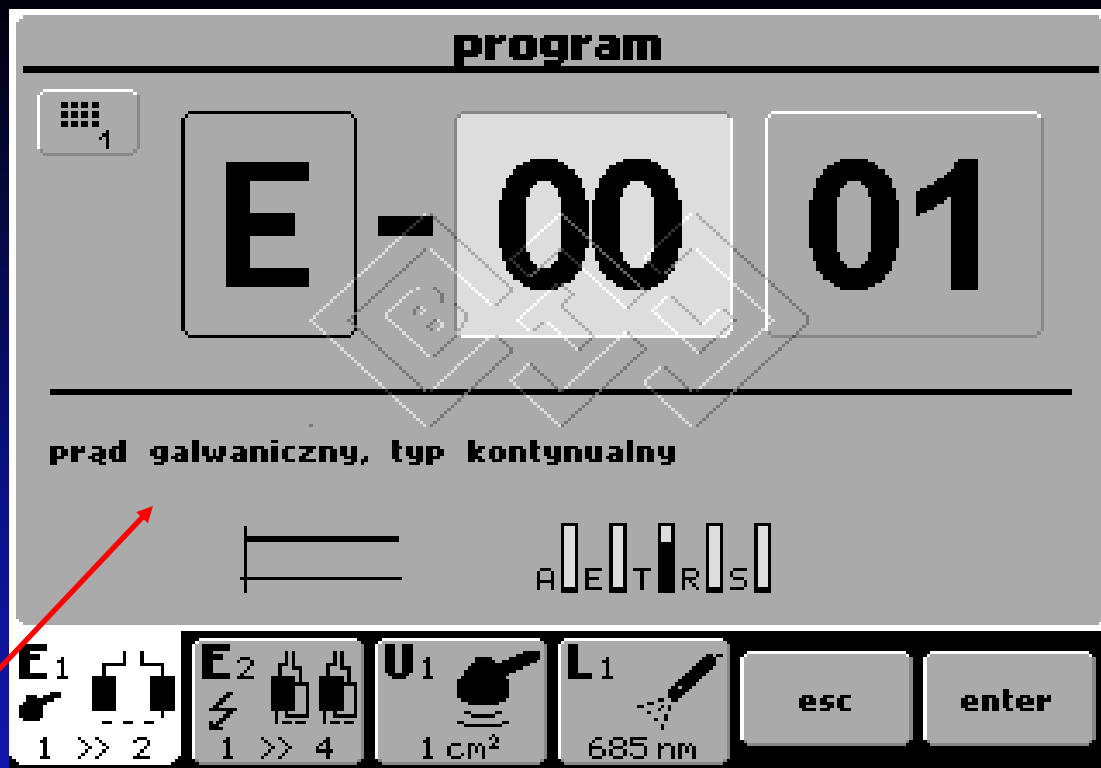 program
1
E - 00 01
prąd galwaniczny, typ kontynualny
A E T R S
E1 E2 U1 L1
1 >> 2 1 >> 4 1 cm² 685 nm esc enter